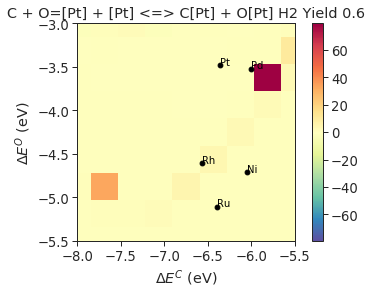 C + O=[Pt] + [Pt] <=> C[Pt] + O[Pt] H2 Yield 0.6
−3.0
−3.5
−4.0
−4.5
−5.0
−5.5
ΔE^O (eV)
Pt
Pd
Rh
Ni
Ru
−8.0 −7.5 −7.0 −6.5 −6.0 −5.5
ΔE^C (eV)
60
40
20
0
−20
−40
−60